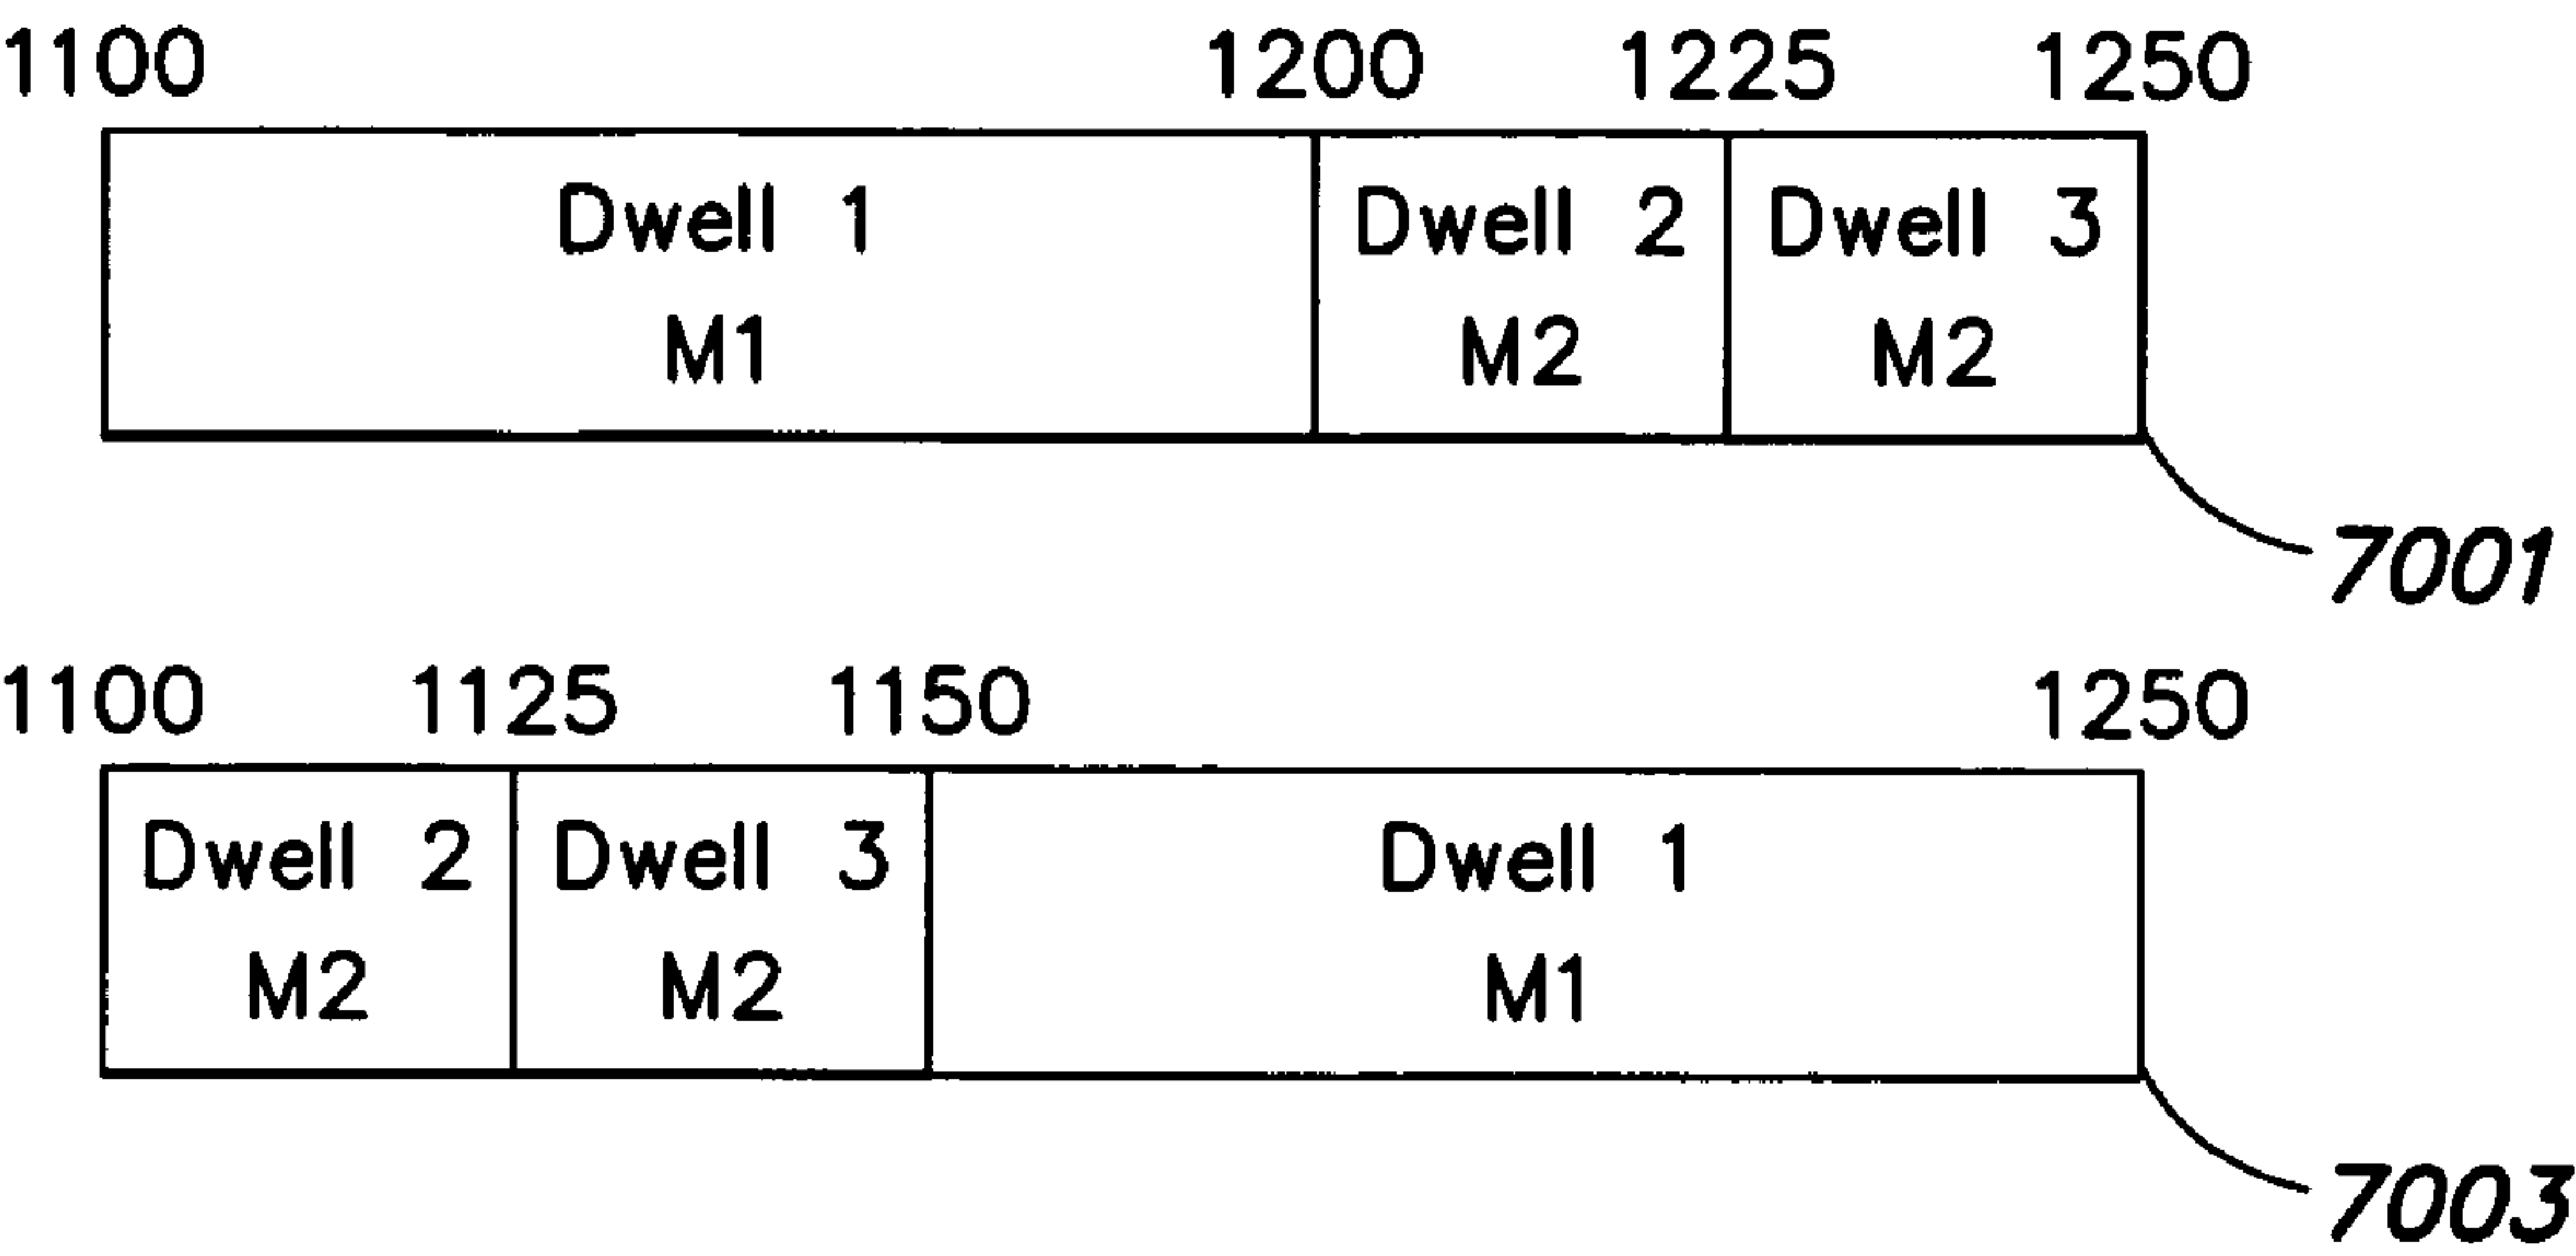 1100 1200 1225 1250
Dwell 1 Dwell 2 Dwell 3
M1 M2 M2
7001
1100 1125 1150 1250
Dwell 2 Dwell 3 Dwell 1
M2 M2 M1
7003